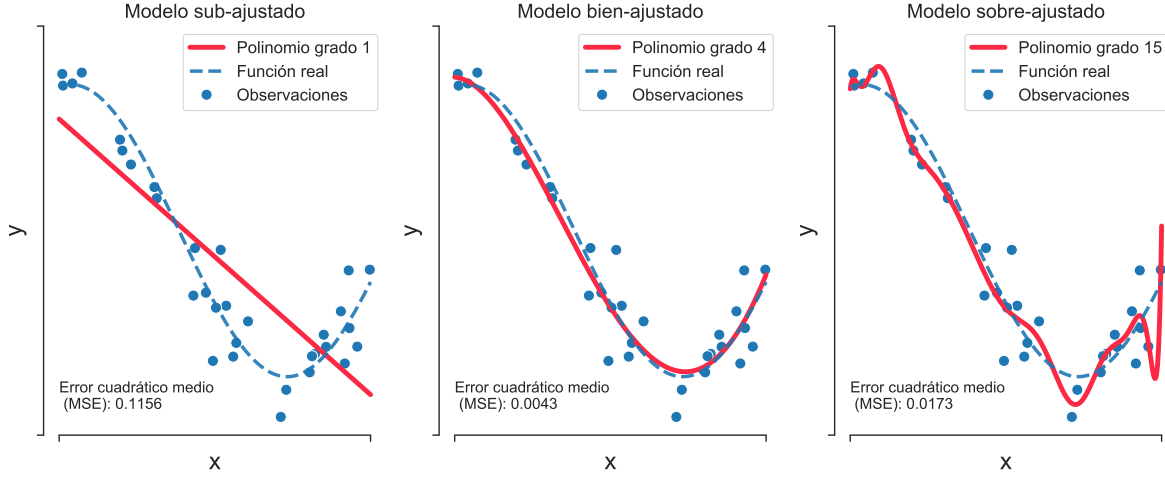 Modelo sub-ajustado
Polinomio grado 1
Función real
Observaciones
y
Error cuadrático medio
(MSE): 0.1156
x
Modelo bien-ajustado
Polinomio grado 4
Función real
Observaciones
y
Error cuadrático medio
(MSE): 0.0043
x
Modelo sobre-ajustado
Polinomio grado 15
Función real
Observaciones
y
Error cuadrático medio
(MSE): 0.0173
x